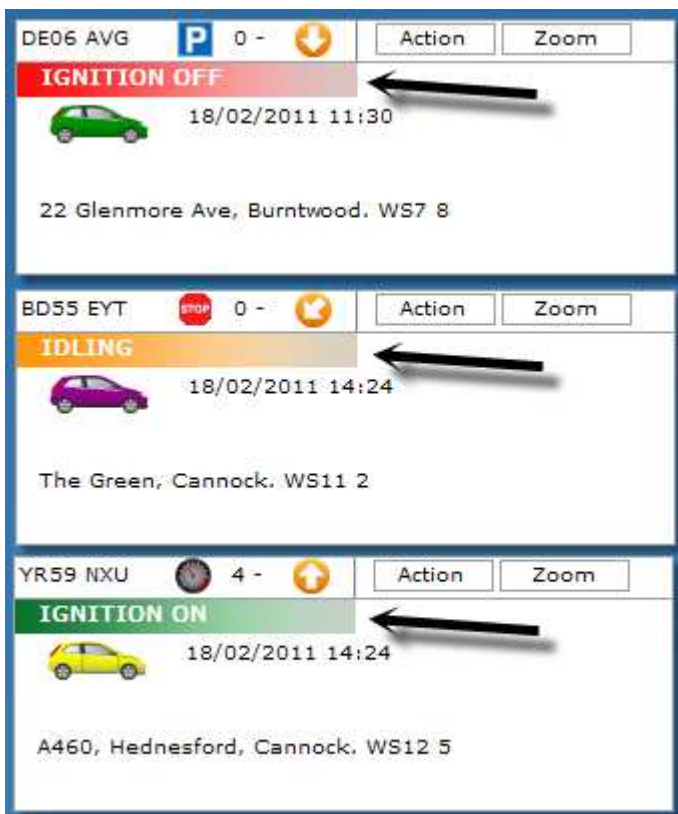 DE06 AVG P 0 - Action Zoom
IGNITION OFF
18/02/2011 11:30
22 Glenmore Ave, Burntwood. WS7 8
BD55 EYT STOP 0 - Action Zoom
IDLING
18/02/2011 14:24
The Green, Cannock. WS11 2
YR59 NXU 4 - Action Zoom
IGNITION ON
18/02/2011 14:24
A460, Hednesford, Cannock. WS12 5